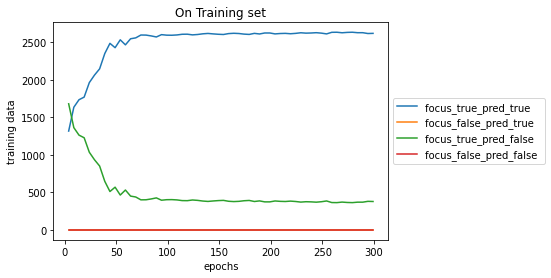 On Training set
training data
2500
2000
1500
1000
500
0
0 50 100 150 200 250 300
epochs
focus_true_pred_true
focus_false_pred_true
focus_true_pred_false
focus_false_pred_false